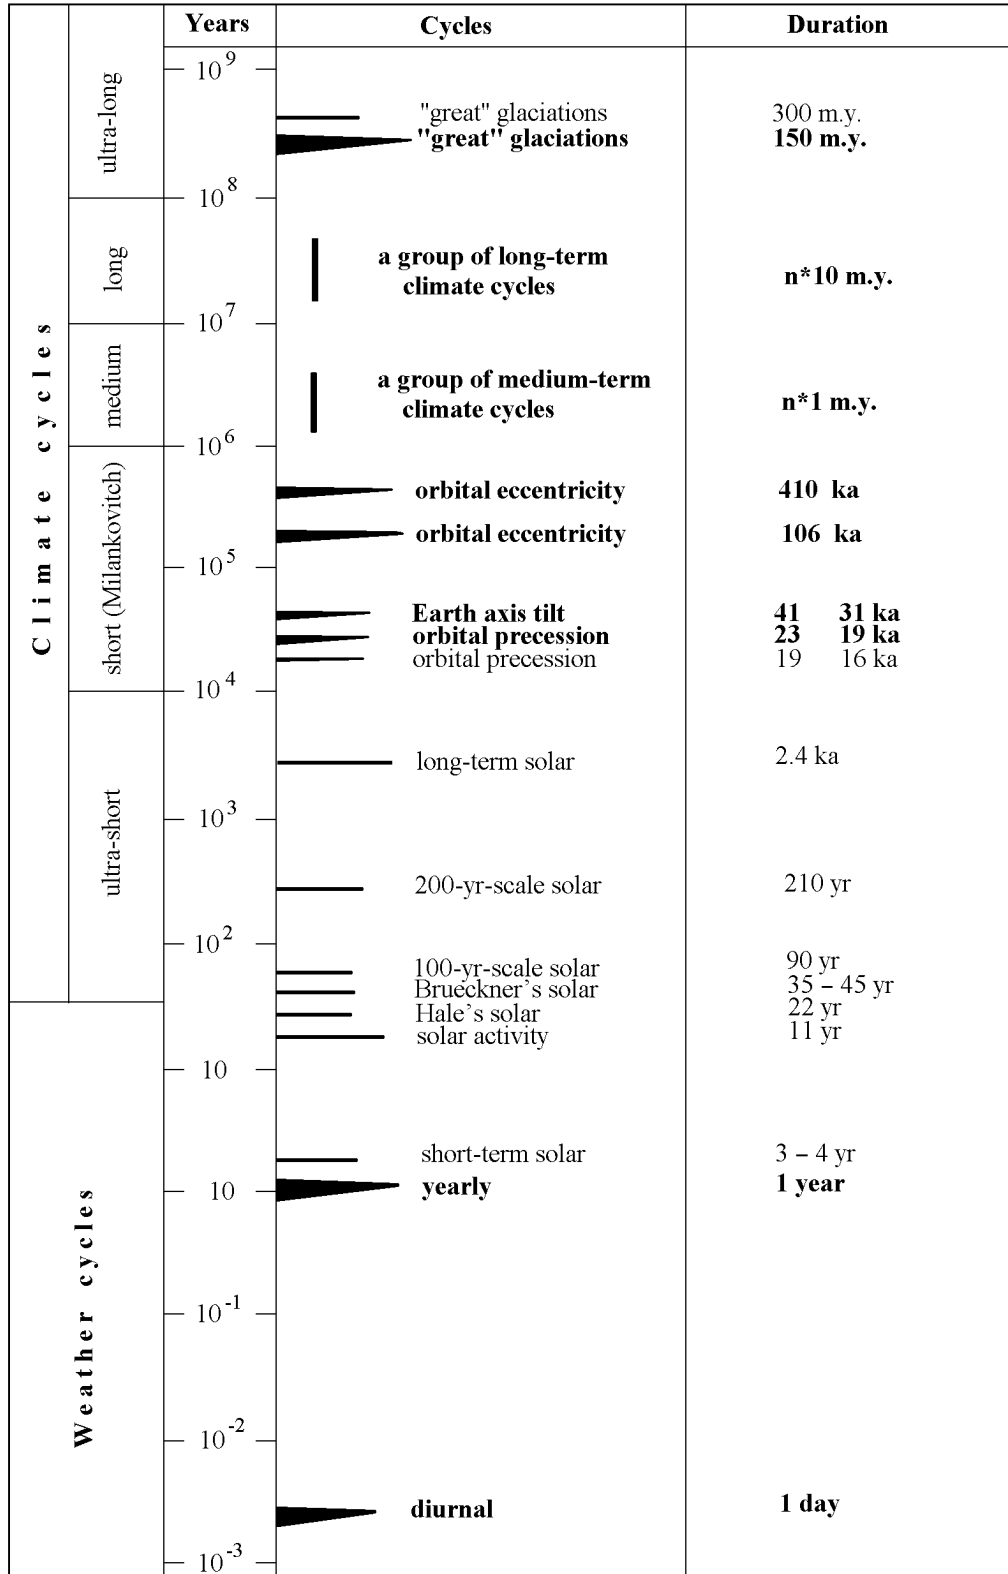 Years Cycles Duration
10^9
"great" glaciations 300 m.y.
"great" glaciations 150 m.y.
ultra-long
10^8
a group of long-term
climate cycles
n*10 m.y.
long
10^7
a group of medium-term
climate cycles
n*1 m.y.
medium
10^6
orbital eccentricity 410 ka
orbital eccentricity 106 ka
Climate cycles
short (Milankovitch)
10^5
Earth axis tilt 41 31 ka
orbital precession 23 19 ka
orbital precession 19 16 ka
10^4
long-term solar 2.4 ka
10^3
ultra-short
200-yr-scale solar 210 yr
10^2
100-yr-scale solar 90 yr
Brueckner's solar 35 – 45 yr
Hale's solar 22 yr
solar activity 11 yr
10
short-term solar 3 – 4 yr
10 yearly 1 year
Weather cycles
10^-1
10^-2
diurnal 1 day
10^-3